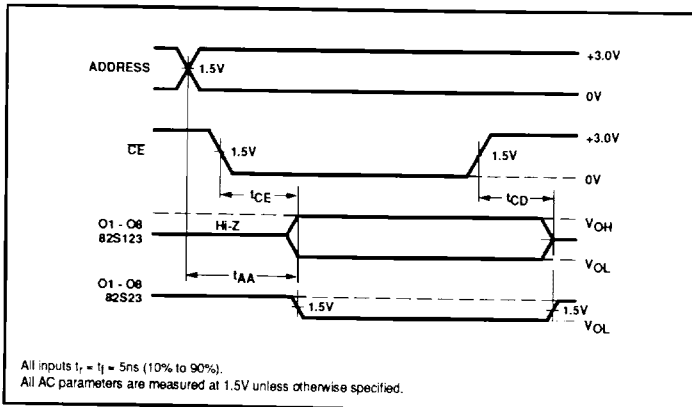 ADDRESS
1.5V
+3.0V
0V
CE
1.5V
1.5V
+3.0V
0V
tCE
tCD
O1 - O8
82S123
Hi-Z
VOH
VOL
tAA
O1 - O8
82S23
1.5V
1.5V
VOL
All inputs tr = tf = 5ns (10% to 90%).
All AC parameters are measured at 1.5V unless otherwise specified.